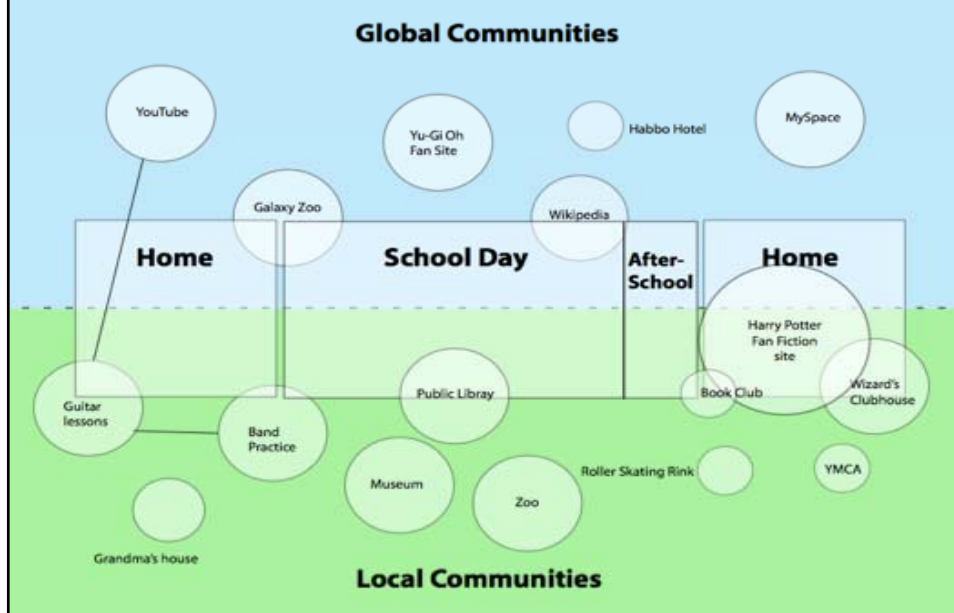 Global Communities
YouTube
Yu-Gi Oh
Fan Site
Habbo Hotel
MySpace
Galaxy Zoo
Wikipedia
Home
School Day
After-
School
Home
Harry Potter
Fan Fiction
site
Guitar
lessons
Band
Practice
Public Libray
Book Club
Wizard's
Clubhouse
Museum
Zoo
Roller Skating Rink
YMCA
Grandma's house
Local Communities